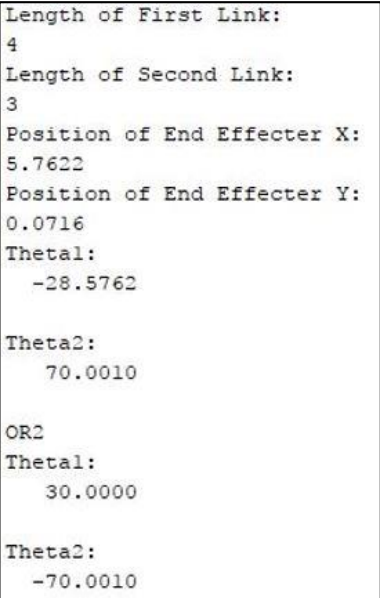 Length of First Link:
4
Length of Second Link:
3
Position of End Effecter X:
5.7622
Position of End Effecter Y:
0.0716
Theta1:
-28.5762
Theta2:
70.0010
OR2
Theta1:
30.0000
Theta2:
-70.0010